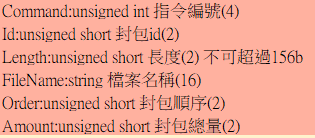 Command:unsigned int 指令編號(4)
Id:unsigned short 封包id(2)
Length:unsigned short 長度(2) 不可超過156b
FileName:string 檔案名稱(16)
Order:unsigned short 封包順序(2)
Amount:unsigned short 封包總量(2)